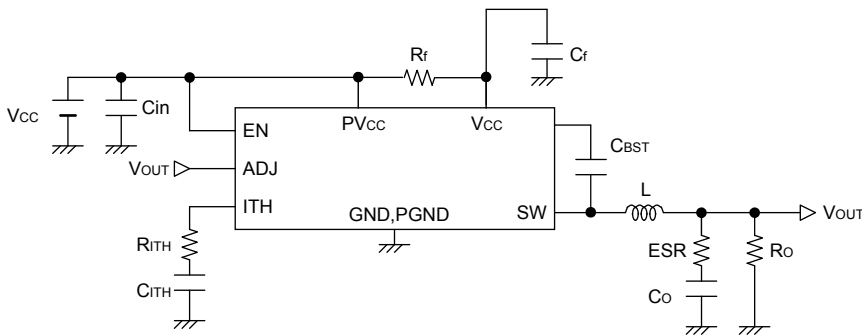 Rf
Cf
VCC
Cin
PVCC
VCC
EN
CBST
VOUT
ADJ
L
ITH
GND,PGND
SW
VOUT
RITH
ESR
RO
CITH
CO